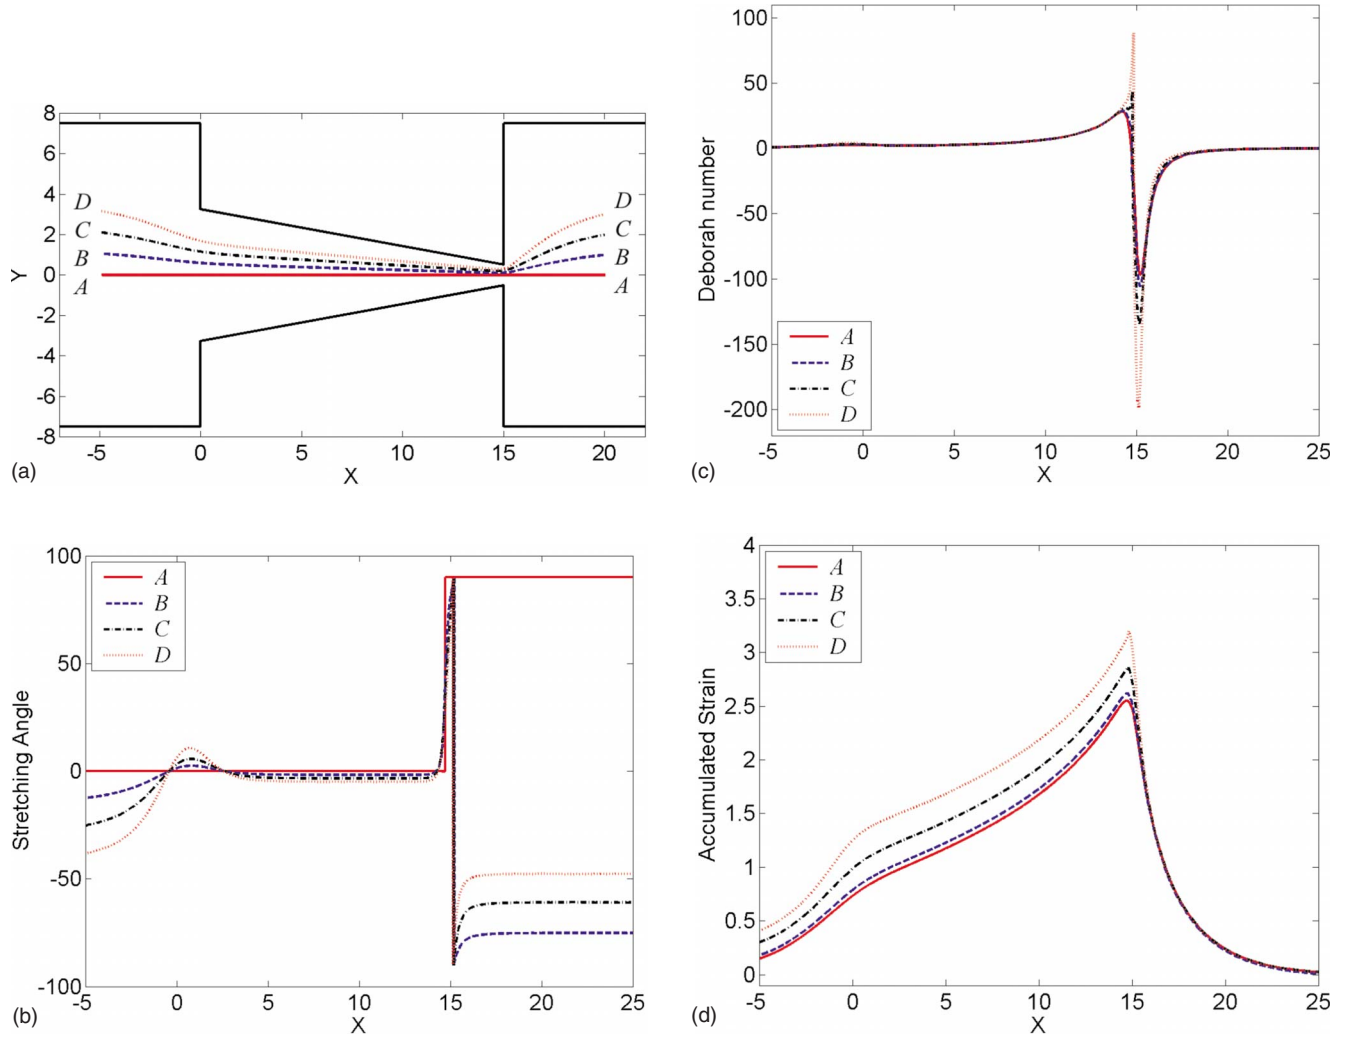 8
6
4
2
0
-2
-4
-6
-8
Y
D
C
B
A
D
C
B
A
-5 0 5 10 15 20
X
(a)
100
50
0
-50
-100
-150
-200
Deborah number
A
B
C
D
-5 0 5 10 15 20 25
X
(c)
100
50
0
-50
-100
Stretching Angle
A
B
C
D
-5 0 5 10 15 20 25
X
(b)
4
3.5
3
2.5
2
1.5
1
0.5
0
Accumulated Strain
A
B
C
D
-5 0 5 10 15 20 25
X
(d)